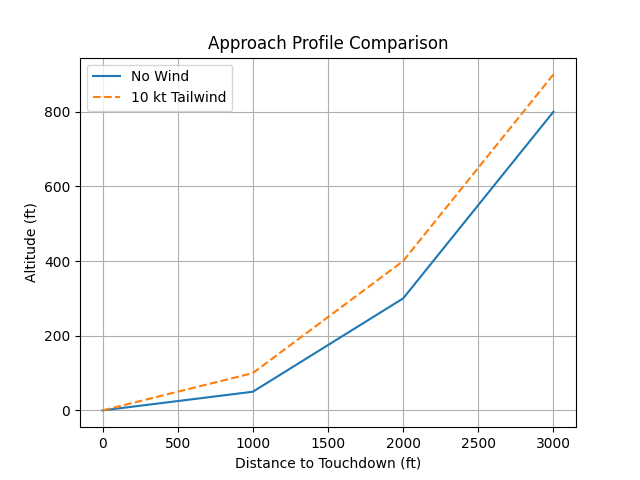 Approach Profile Comparison
No Wind
10 kt Tailwind
Altitude (ft)
800
600
400
200
0
0 500 1000 1500 2000 2500 3000
Distance to Touchdown (ft)